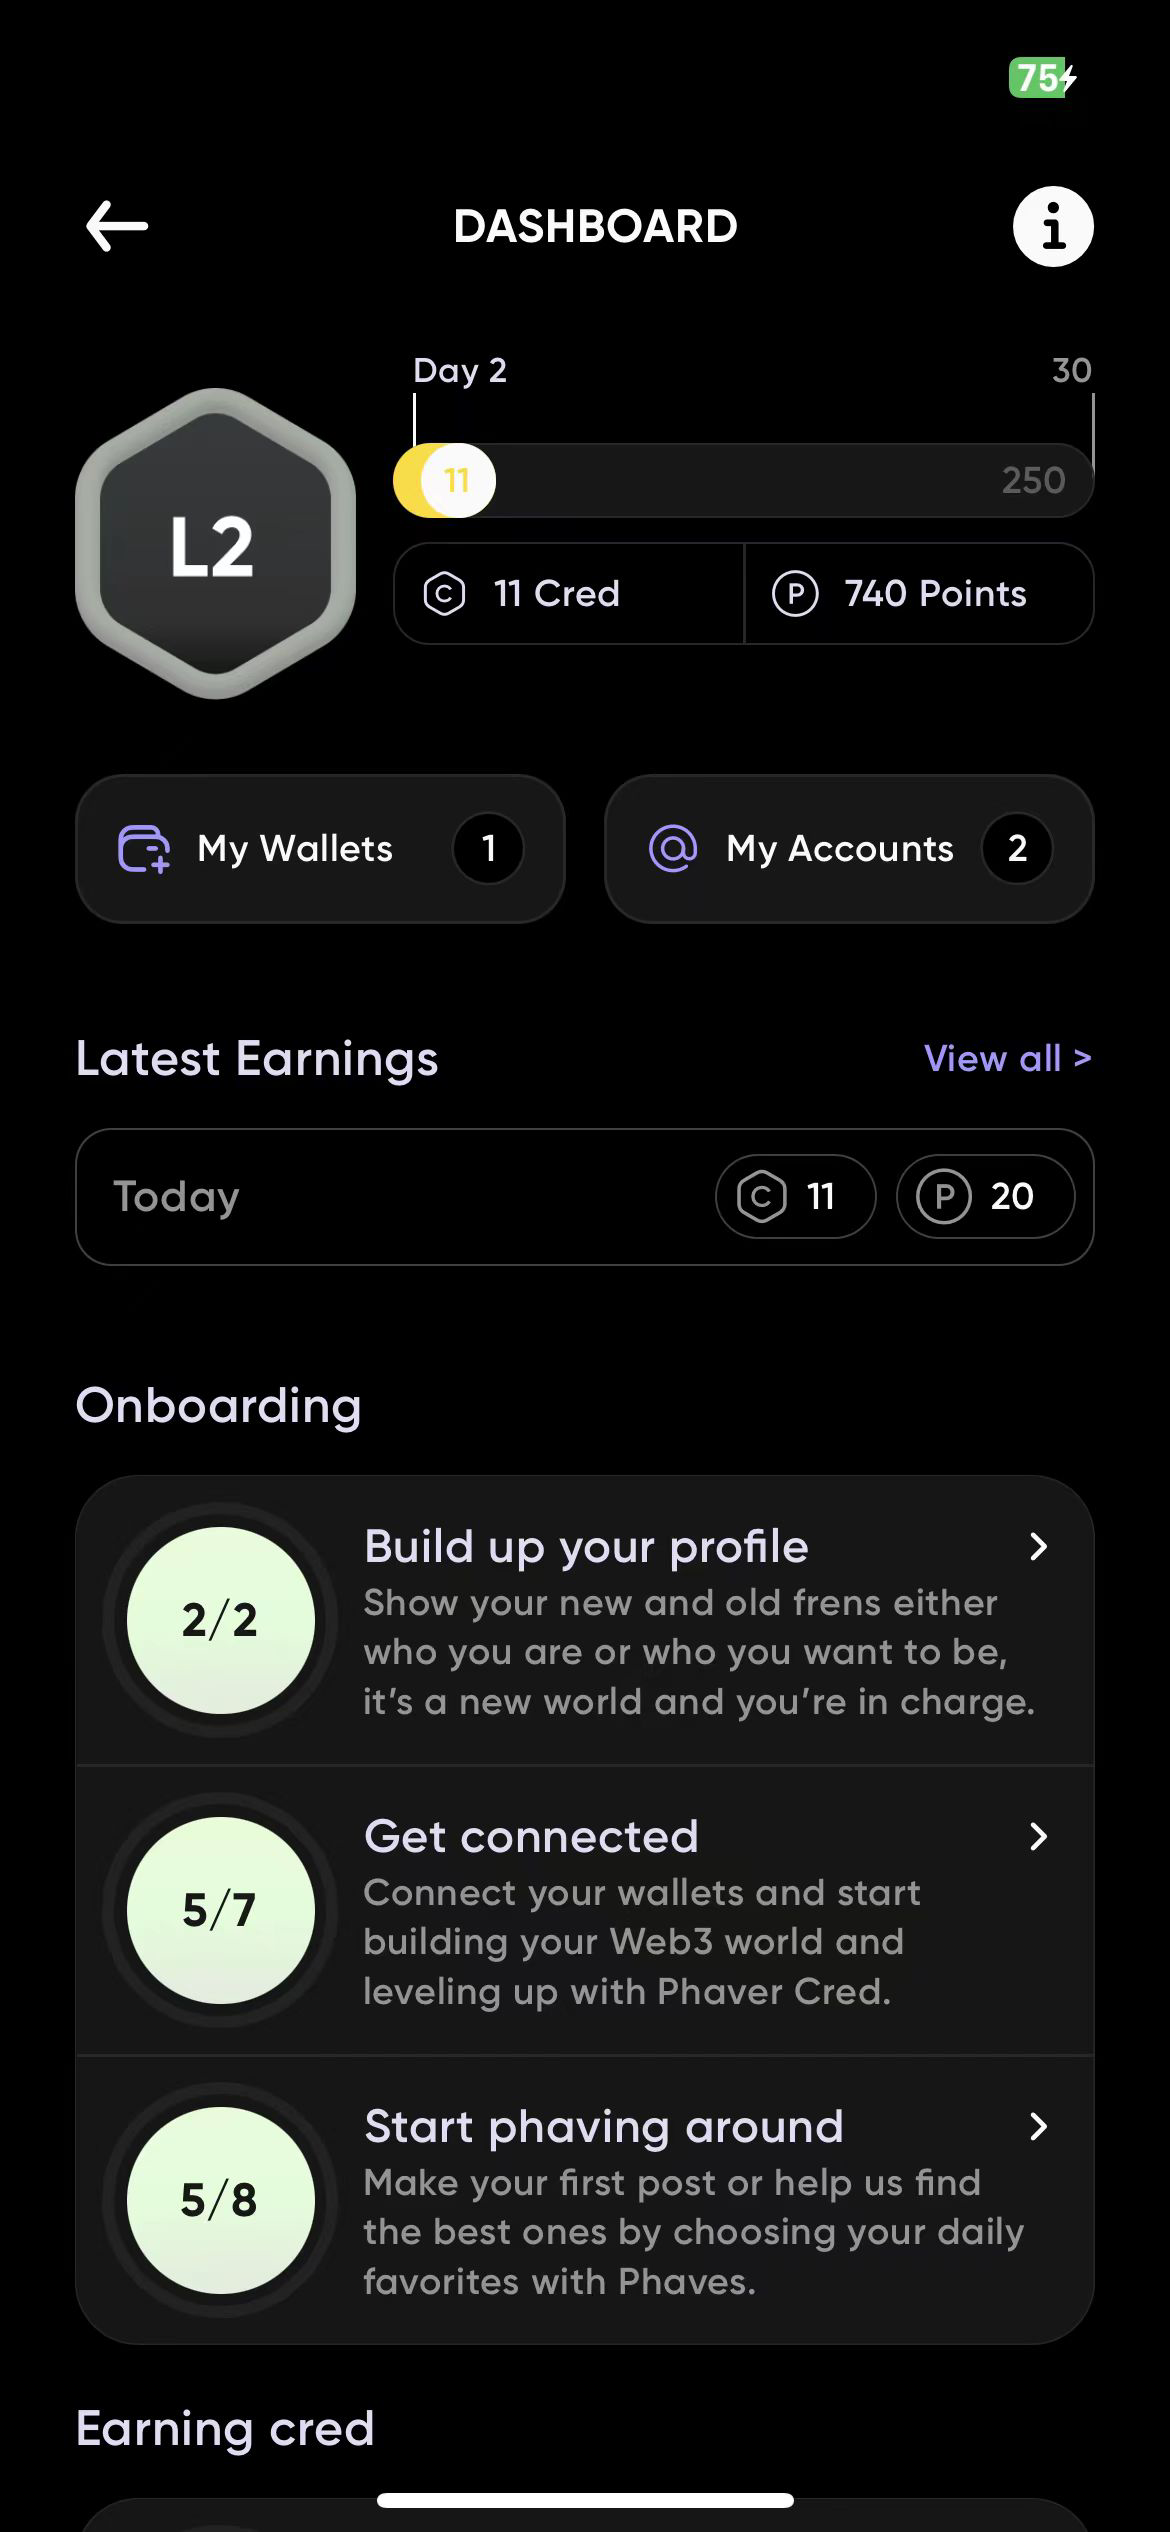 75
DASHBOARD
i
Day 2
30
11
250
L2
C 11 Cred
P 740 Points
My Wallets 1
My Accounts 2
Latest Earnings
View all >
Today
C 11
P 20
Onboarding
2/2
Build up your profile
Show your new and old frens either
who you are or who you want to be,
it’s a new world and you’re in charge.
5/7
Get connected
Connect your wallets and start
building your Web3 world and
leveling up with Phaver Cred.
5/8
Start phaving around
Make your first post or help us find
the best ones by choosing your daily
favorites with Phaves.
Earning cred